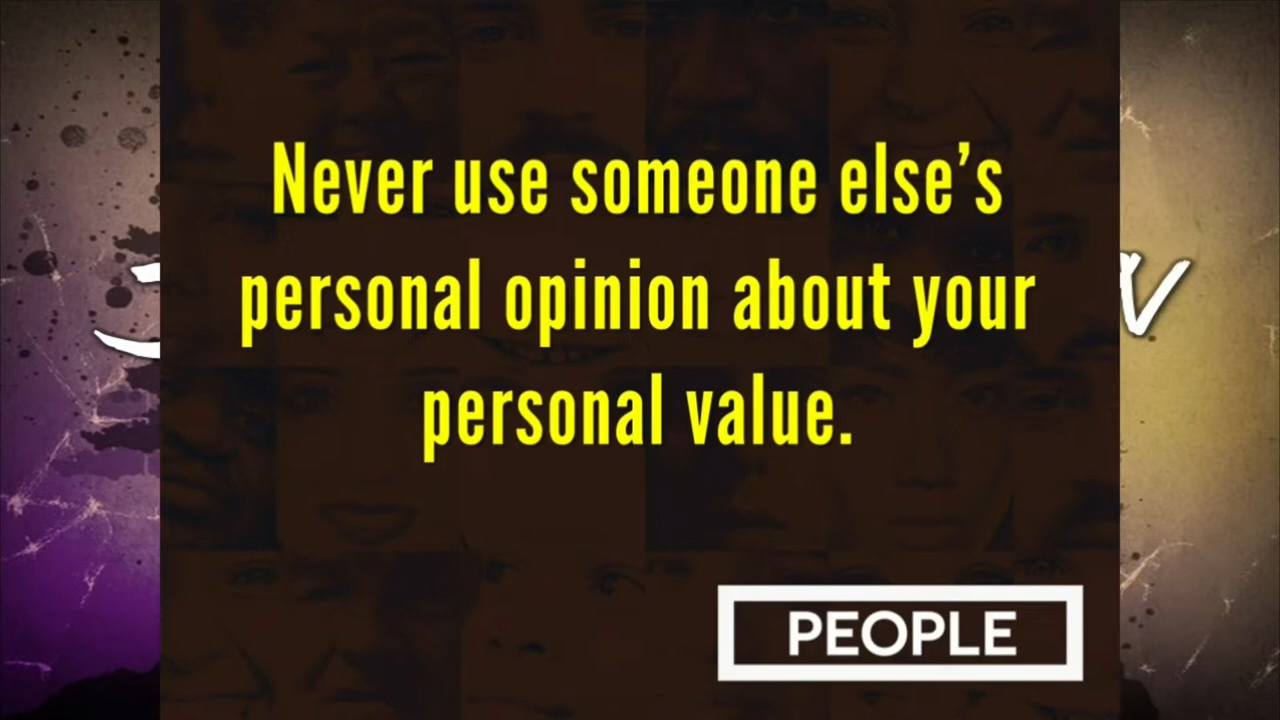 Never use someone else’s
personal opinion about your
personal value.
PEOPLE